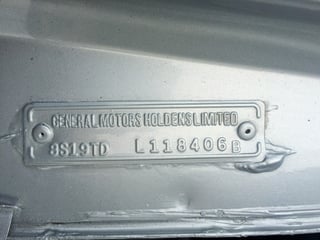 GENERAL MOTORS HOLDENS LIMITED
8S19TD L118406B